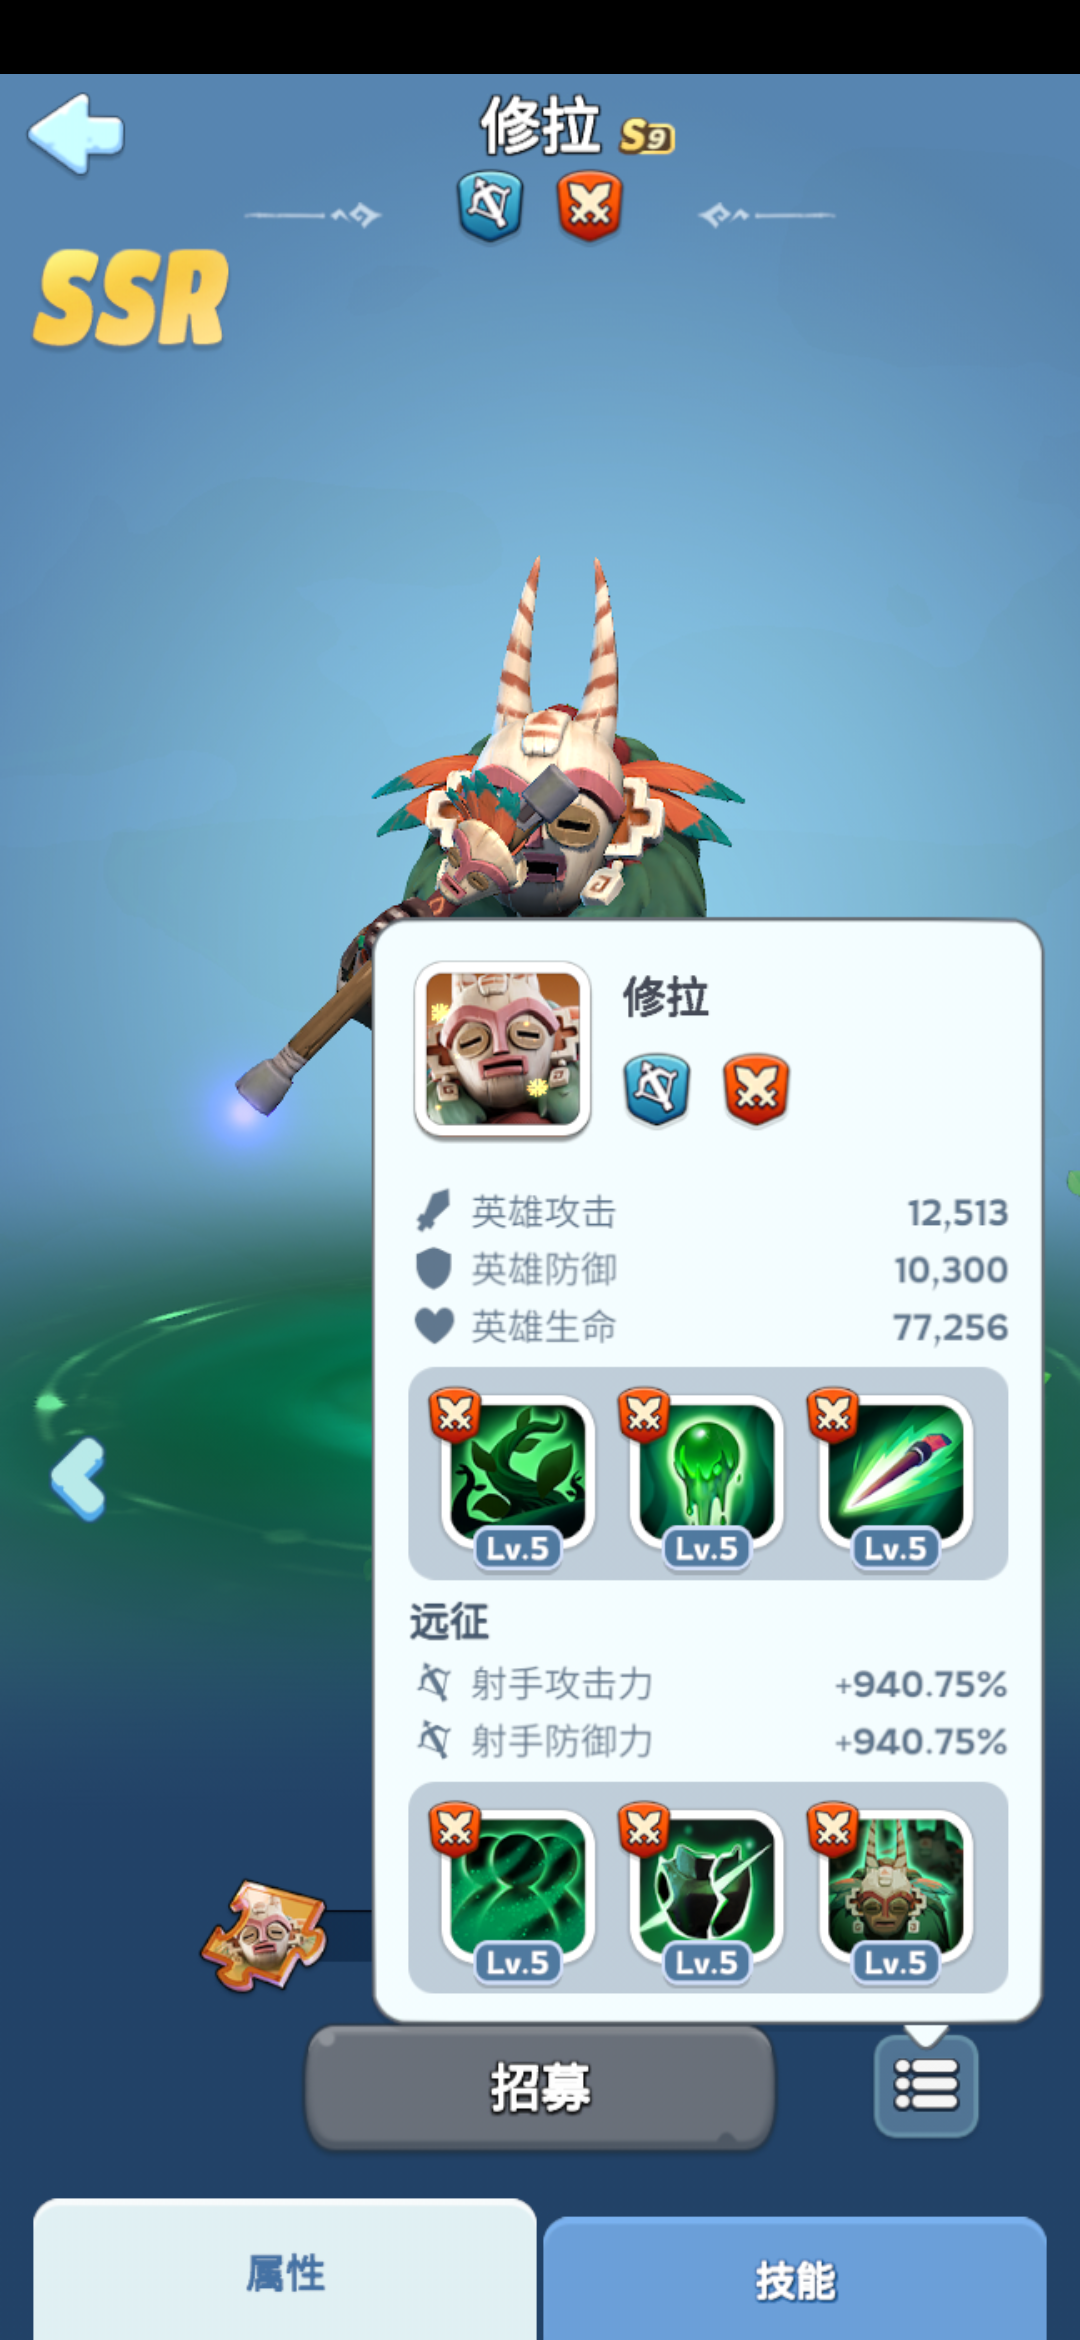 修拉 S9
SSR
修拉
英雄攻击 12,513
英雄防御 10,300
英雄生命 77,256
Lv.5 Lv.5 Lv.5
远征
射手攻击力 +940.75%
射手防御力 +940.75%
Lv.5 Lv.5 Lv.5
招募
属性 技能